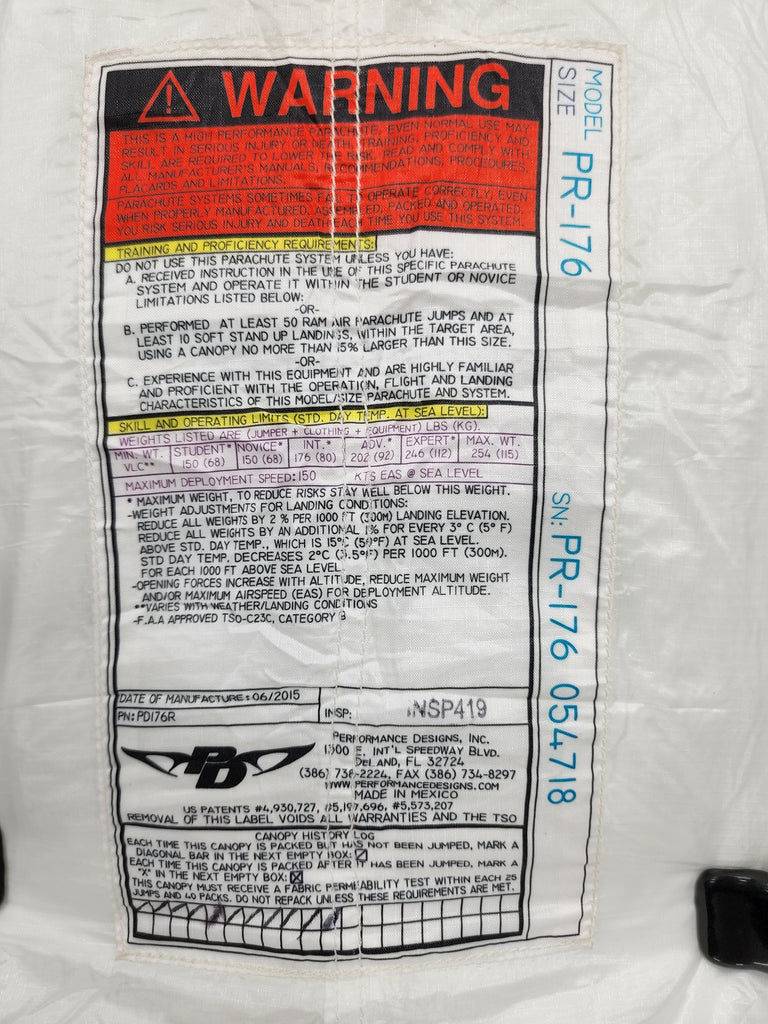 WARNING
THIS IS A HIGH PERFORMANCE PARACHUTE, EVEN NORMAL USE MAY
RESULT IN SERIOUS INJURY OR DEATH. TRAINING, PROFICIENCY AND
SKILL ARE REQUIRED TO LOWER THE RISK. READ AND COMPLY WITH
ALL MANUFACTURER'S MANUALS, RECOMMENDATIONS, PROCEDURES,
PLACARDS AND LIMITATIONS.
PARACHUTE SYSTEMS SOMETIMES FAIL TO OPERATE CORRECTLY, EVEN
WHEN PROPERLY MANUFACTURED, ASSEMBLED, PACKED AND OPERATED.
YOU RISK SERIOUS INJURY AND DEATH EACH TIME YOU USE THIS SYSTEM.
TRAINING AND PROFICIENCY REQUIREMENTS:
DO NOT USE THIS PARACHUTE SYSTEM UNLESS YOU HAVE:
A. RECEIVED INSTRUCTION IN THE USE OF THIS SPECIFIC PARACHUTE
SYSTEM AND OPERATE IT WITHIN THE STUDENT OR NOVICE
LIMITATIONS LISTED BELOW:
-OR-
B. PERFORMED AT LEAST 50 RAM AIR PARACHUTE JUMPS AND AT
LEAST 10 SOFT STAND UP LANDINGS, WITHIN THE TARGET AREA,
USING A CANOPY NO MORE THAN 15% LARGER THAN THIS SIZE.
-OR-
C. EXPERIENCE WITH THIS EQUIPMENT AND ARE HIGHLY FAMILIAR
AND PROFICIENT WITH THE OPERATION, FLIGHT AND LANDING
CHARACTERISTICS OF THIS MODEL/SIZE PARACHUTE AND SYSTEM.
SKILL AND OPERATING LIMITS (STD. DAY TEMP. AT SEA LEVEL):
WEIGHTS LISTED ARE (JUMPER + CLOTHING + EQUIPMENT) LBS (KG).
MIN. WT. STUDENT* NOVICE* INT.* ADV.* EXPERT* MAX. WT.
VLC** 150 (68) 150 (68) 176 (80) 202 (92) 246 (112) 254 (115)
MAXIMUM DEPLOYMENT SPEED: 150 KTS EAS @ SEA LEVEL
* MAXIMUM WEIGHT, TO REDUCE RISKS STAY WELL BELOW THIS WEIGHT.
-WEIGHT ADJUSTMENTS FOR LANDING CONDITIONS:
REDUCE ALL WEIGHTS BY 2 % PER 1000 FT (300M) LANDING ELEVATION.
REDUCE ALL WEIGHTS BY AN ADDITIONAL 1% FOR EVERY 3° C (5° F)
ABOVE STD. DAY TEMP., WHICH IS 15°C (59°F) AT SEA LEVEL.
STD DAY TEMP. DECREASES 2°C (3.5°F) PER 1000 FT (300M).
FOR EACH 1000 FT ABOVE SEA LEVEL
-OPENING FORCES INCREASE WITH ALTITUDE, REDUCE MAXIMUM WEIGHT
AND/OR MAXIMUM AIRSPEED (EAS) FOR DEPLOYMENT ALTITUDE.
**VARIES WITH WEATHER/LANDING CONDITIONS
-F.A.A APPROVED TSO-C23C, CATEGORY B
DATE OF MANUFACTURE: 06/2015
PN: PD176R INSP: INSP419
PD
PERFORMANCE DESIGNS, INC.
1300 E. INT'L SPEEDWAY BLVD.
DELAND, FL 32724
(386) 738-2224, FAX (386) 734-8297
WWW.PERFORMANCEDESIGNS.COM
MADE IN MEXICO
US PATENTS #4,930,727, #5,197,696, #5,573,207
REMOVAL OF THIS LABEL VOIDS ALL WARRANTIES AND THE TSO
CANOPY HISTORY LOG
EACH TIME THIS CANOPY IS PACKED BUT HAS NOT BEEN JUMPED, MARK A
DIAGONAL BAR IN THE NEXT EMPTY BOX:
EACH TIME THIS CANOPY IS PACKED AFTER IT HAS BEEN JUMPED, MARK A
"X" IN THE NEXT EMPTY BOX:
THIS CANOPY MUST RECEIVE A FABRIC PERMEABILITY TEST WITHIN EACH 25
JUMPS AND 40 PACKS. DO NOT REPACK UNLESS THESE REQUIREMENTS ARE MET.
MODEL
SIZE PR-176
SN: PR-176 054718